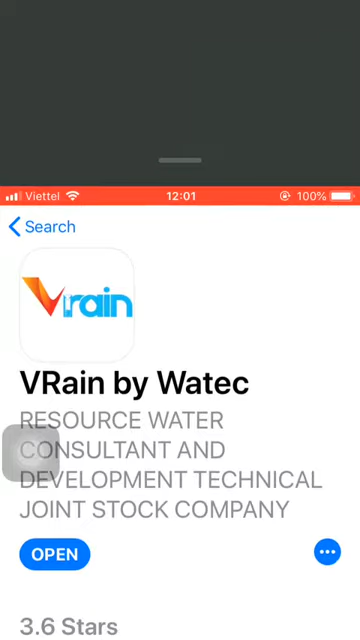 Viettel 12:01 100%
Search
Vrain
VRain by Watec
RESOURCE WATER
CONSULTANT AND
DEVELOPMENT TECHNICAL
JOINT STOCK COMPANY
OPEN
3.6 Stars